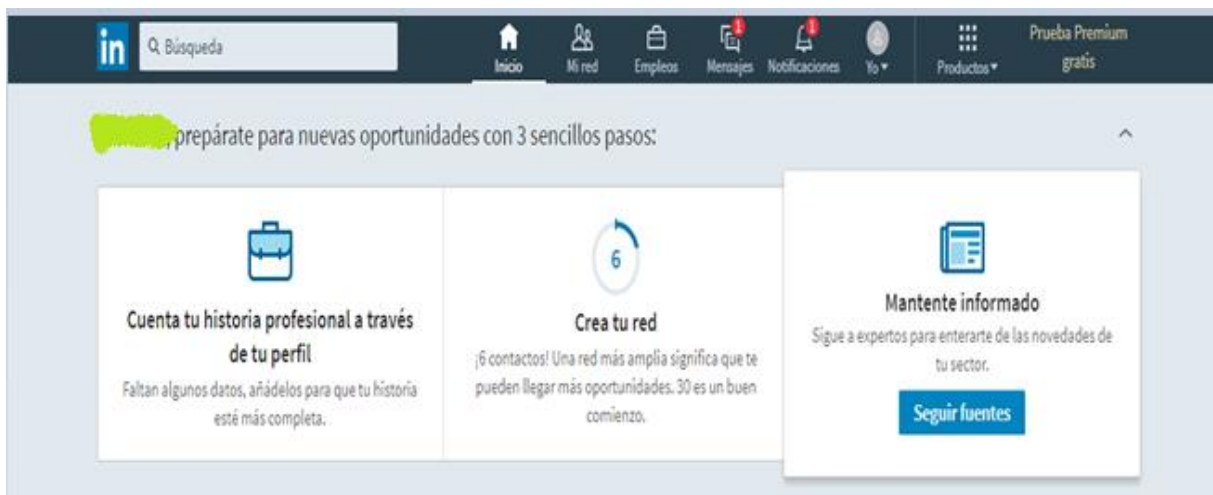 in
Búsqueda
Inicio
Mi red
Empleos
1
Mensajes
1
Notificaciones
Yo
Productos
Prueba Premium
gratis
, prepárate para nuevas oportunidades con 3 sencillos pasos:
Cuenta tu historia profesional a través
de tu perfil
Faltan algunos datos, añádelos para que tu historia
esté más completa.
6
Crea tu red
¡6 contactos! Una red más amplia significa que te
pueden llegar más oportunidades. 30 es un buen
comienzo.
Mantente informado
Sigue a expertos para enterarte de las novedades de
tu sector.
Seguir fuentes